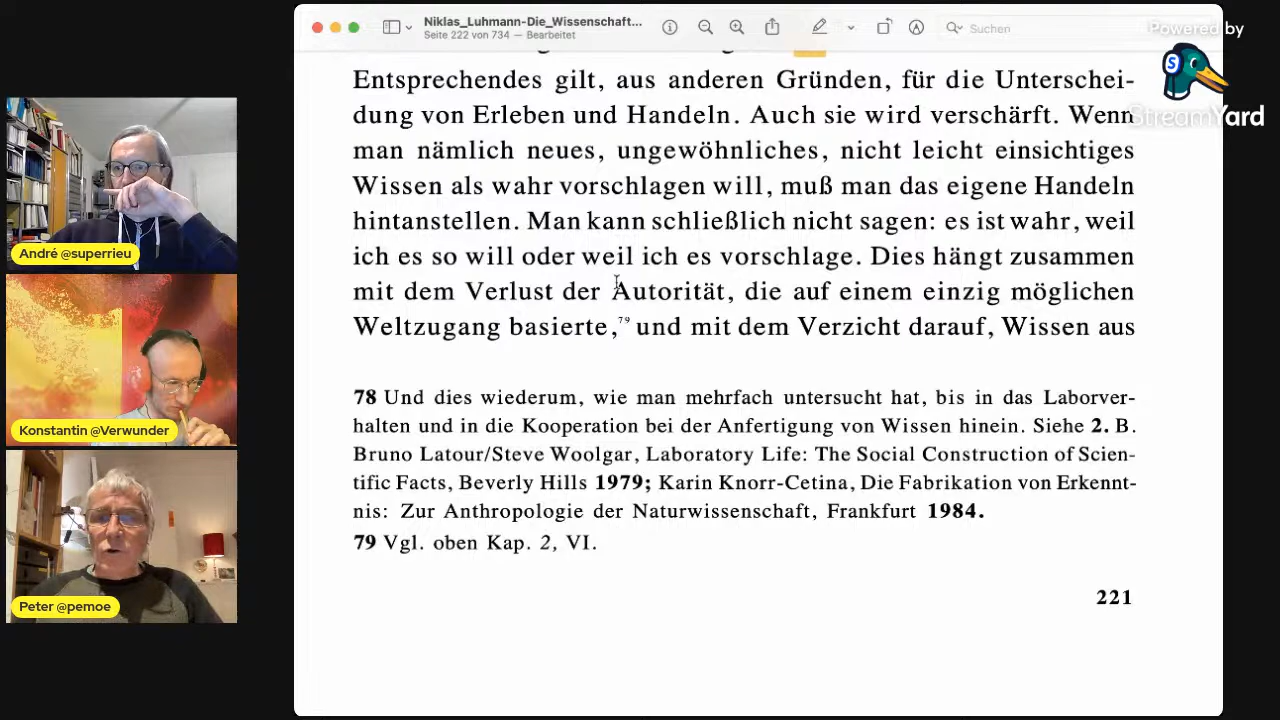 Niklas_Luhmann-Die_Wissenschaft...
Seite 222 von 734 — Bearbeitet
Suchen
Powered by
StreamYard
Entsprechendes gilt, aus anderen Gründen, für die Unterschei-
dung von Erleben und Handeln. Auch sie wird verschärft. Wenn
man nämlich neues, ungewöhnliches, nicht leicht einsichtiges
Wissen als wahr vorschlagen will, muß man das eigene Handeln
hintanstellen. Man kann schließlich nicht sagen: es ist wahr, weil
ich es so will oder weil ich es vorschlage. Dies hängt zusammen
mit dem Verlust der Autorität, die auf einem einzig möglichen
Weltzugang basierte,79 und mit dem Verzicht darauf, Wissen aus
78 Und dies wiederum, wie man mehrfach untersucht hat, bis in das Laborver-
halten und in die Kooperation bei der Anfertigung von Wissen hinein. Siehe 2. B.
Bruno Latour/Steve Woolgar, Laboratory Life: The Social Construction of Scien-
tific Facts, Beverly Hills 1979; Karin Knorr-Cetina, Die Fabrikation von Erkennt-
nis: Zur Anthropologie der Naturwissenschaft, Frankfurt 1984.
79 Vgl. oben Kap. 2, VI.
221
André @superrieu
Konstantin @Verwunder
Peter @pemoe